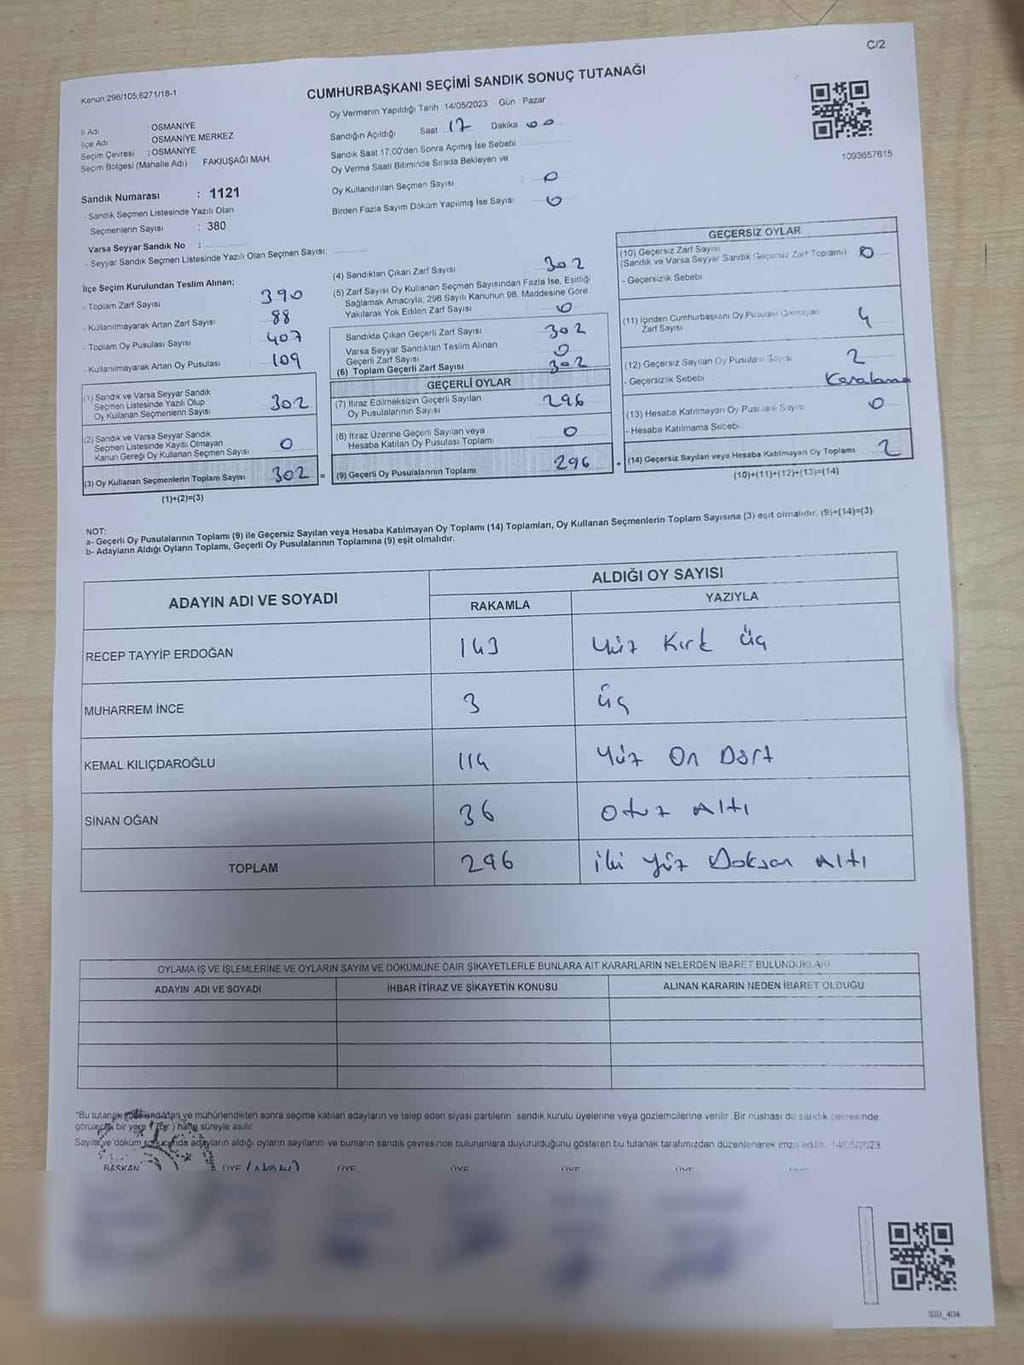 C/2
Kanun:298/105,6271/18-1
CUMHURBAŞKANI SEÇİMİ SANDIK SONUÇ TUTANAĞI
Oy Vermenin Yapıldığı Tarih : 14/05/2023 Gün : Pazar
İl Adı : OSMANİYE
İlçe Adı : OSMANİYE MERKEZ
Seçim Çevresi : OSMANİYE
Seçim Bölgesi (Mahalle Adı) FAKIUŞAĞI MAH.
Sandığın Açıldığı Saat 17 Dakika 00
Sandık Saat 17:00'den Sonra Açımış İse Sebebi
Oy Verme Saati Bitiminde Sırada Bekleyen ve
Oy Kullandırılan Seçmen Sayısı : 0
Birden Fazla Sayım Döküm Yapılmış İse Sayısı 0
1093657615
Sandık Numarası : 1121
- Sandık Seçmen Listesinde Yazılı Olan
Seçmenlerin Sayısı : 380
Varsa Seyyar Sandık No :
- Seyyar Sandık Seçmen Listesinde Yazılı Olan Seçmen Sayısı:
İlçe Seçim Kurulundan Teslim Alınan;
- Toplam Zarf Sayısı 390
- Kullanılmayarak Artan Zarf Sayısı 88
- Toplam Oy Pusulası Sayısı 407
- Kullanılmayarak Artan Oy Pusulası 109
(1) Sandık ve Varsa Seyyar Sandık
Seçmen Listesinde Yazılı Olup
Oy Kullanan Seçmenlerin Sayısı 302
(2) Sandık ve Varsa Seyyar Sandık
Seçmen Listesinde Kayıtlı Olmayan
Kanun Gereği Oy Kullanan Seçmen Sayısı 0
(3) Oy Kullanan Seçmenlerin Toplam Sayısı 302 =
(1)+(2)=(3)
(4) Sandıktan Çıkan Zarf Sayısı 302
(5) Zarf Sayısı Oy Kullanan Seçmen Sayısından Fazla İse, Eşitliği
Sağlamak Amacıyla, 298 Sayılı Kanunun 98. Maddesine Göre
Yakılarak Yok Edilen Zarf Sayısı 0
Sandıkta Çıkan Geçerli Zarf Sayısı 302
Varsa Seyyar Sandıktan Teslim Alınan
Geçerli Zarf Sayısı 0
(6) Toplam Geçerli Zarf Sayısı 302
GEÇERLİ OYLAR
(7) İtiraz Edilmeksizin Geçerli Sayılan
Oy Pusulalarının Sayısı 296
(8) İtiraz Üzerine Geçerli Sayılan veya
Hesaba Katılan Oy Pusulası Toplamı 0
(9) Geçerli Oy Pusulalarının Toplamı 296 +
GEÇERSİZ OYLAR
(10) Geçersiz Zarf Sayısı
(Sandık ve Varsa Seyyar Sandık Geçersiz Zarf Toplamı) 0
- Geçersizlik Sebebi
(11) İçinden Cumhurbaşkanı Oy Pusulası Çıkmayan
Zarf Sayısı 4
(12) Geçersiz Sayılan Oy Pusulası Sayısı 2
- Geçersizlik Sebebi Karalama
(13) Hesaba Katılmayan Oy Pusulası Sayısı 0
- Hesaba Katılmama Sebebi :
(14) Geçersiz Sayılan veya Hesaba Katılmayan Oy Toplamı 2
(10)+(11)+(12)+(13)=(14)
NOT:
a- Geçerli Oy Pusulalarının Toplamı (9) ile Geçersiz Sayılan veya Hesaba Katılmayan Oy Toplamı (14) Toplamları, Oy Kullanan Seçmenlerin Toplam Sayısına (3) eşit olmalıdır. (9)+(14)=(3)
b- Adayların Aldığı Oyların Toplamı, Geçerli Oy Pusulalarının Toplamına (9) eşit olmalıdır.
ADAYIN ADI VE SOYADI ALDIĞI OY SAYISI
RAKAMLA YAZIYLA
RECEP TAYYİP ERDOĞAN 143 Yüz Kırk üç
MUHARREM İNCE 3 üç
KEMAL KILIÇDAROĞLU 114 Yüz On Dört
SİNAN OĞAN 36 Otuz Altı
TOPLAM 296 iki Yüz Doksan Altı
OYLAMA İŞ VE İŞLEMLERİNE VE OYLARIN SAYIM VE DÖKÜMÜNE DAİR ŞİKAYETLERLE BUNLARA AİT KARARLARIN NELERDEN İBARET BULUNDUKLARI
ADAYIN ADI VE SOYADI İHBAR İTİRAZ VE ŞİKAYETİN KONUSU ALINAN KARARIN NEDEN İBARET OLDUĞU
*Bu tutanak ve mühürlendikten sonra seçime katılan adayların ve talep eden siyasi partilerin sandık kurulu üyelerine veya gözlemcilerine verilir. Bir nüshası da sandık çevresinde
görülecek bir yere hafta süreyle asılır
Sayım ve döküm sonucunda adayların aldığı oyların sayılarını ve bunların sandık çevresinde bulunanlara duyurulduğunu gösteren bu tutanak tarafımızdan düzenlenerek imza edildi. 14/05/2023
BAŞKAN ÜYE ÜYE ÜYE ÜYE ÜYE